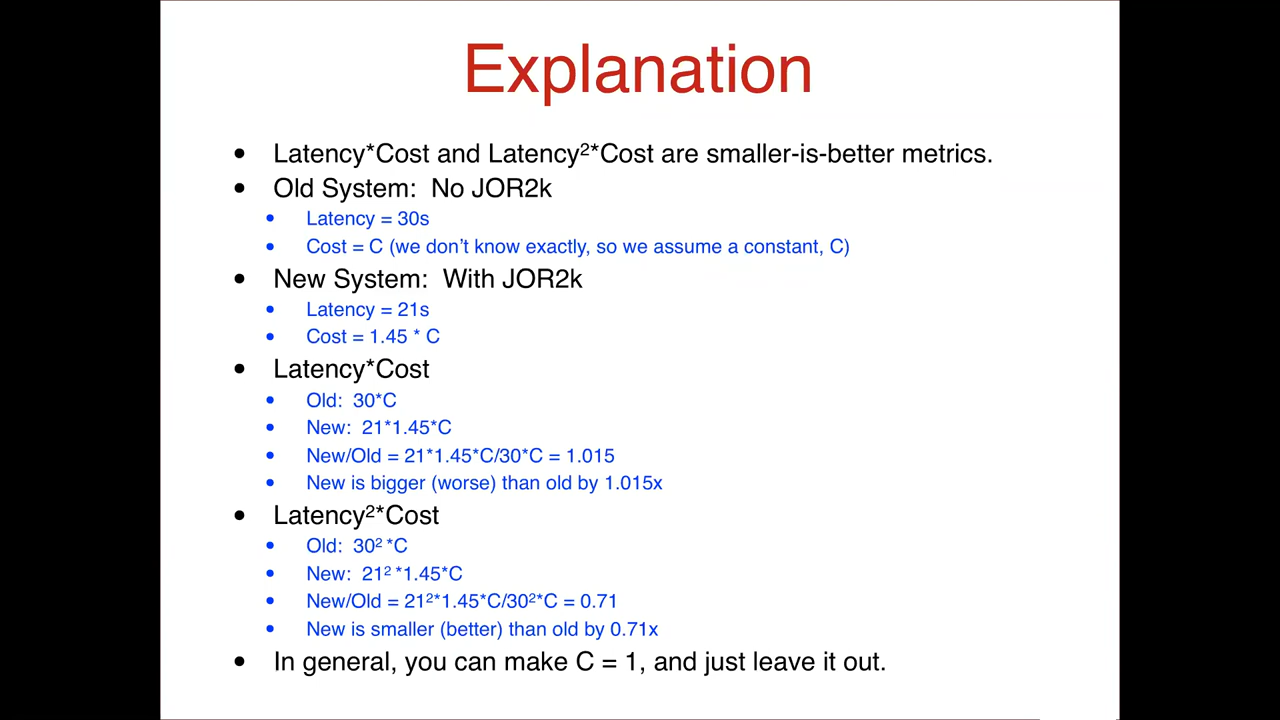 Explanation
• Latency*Cost and Latency²*Cost are smaller-is-better metrics.
• Old System:  No JOR2k
• Latency = 30s
• Cost = C (we don't know exactly, so we assume a constant, C)
• New System:  With JOR2k
• Latency = 21s
• Cost = 1.45 * C
• Latency*Cost
• Old:  30*C
• New:  21*1.45*C
• New/Old = 21*1.45*C/30*C = 1.015
• New is bigger (worse) than old by 1.015x
• Latency²*Cost
• Old:  30² *C
• New:  21² *1.45*C
• New/Old = 21²*1.45*C/30²*C = 0.71
• New is smaller (better) than old by 0.71x
• In general, you can make C = 1, and just leave it out.